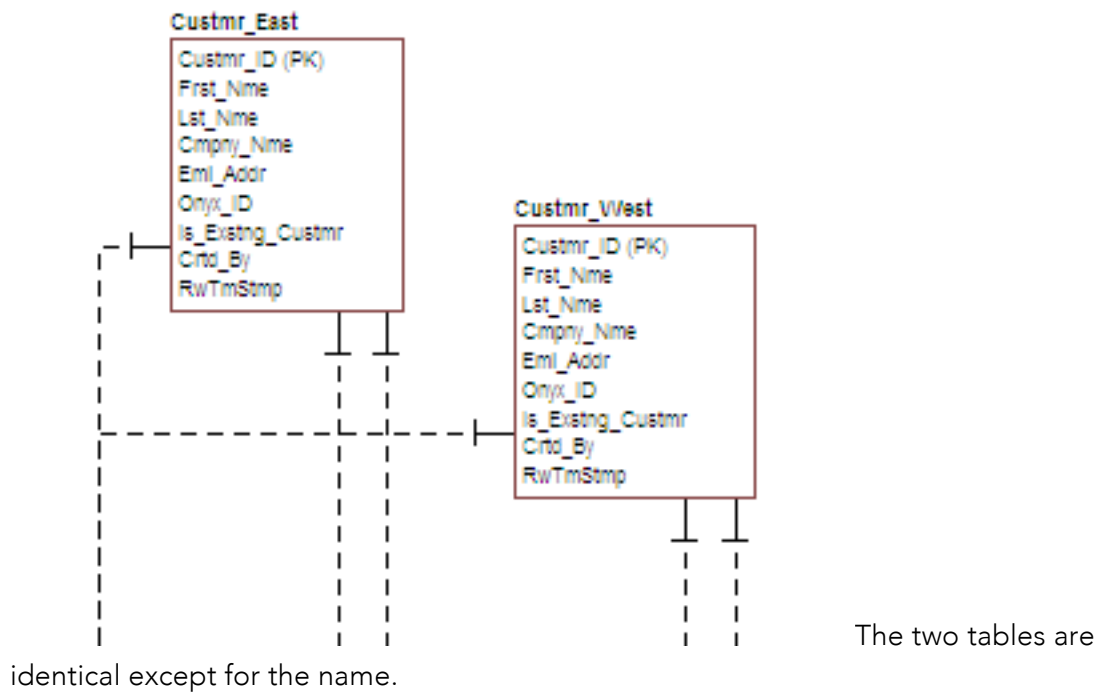 Custmr_East
Custmr_ID (PK)
Frst_Nme
Lst_Nme
Cmpny_Nme
Eml_Addr
Onyx_ID
Is_Exstng_Custmr
Crtd_By
RwTmStmp
Custmr_West
Custmr_ID (PK)
Frst_Nme
Lst_Nme
Cmpny_Nme
Eml_Addr
Onyx_ID
Is_Exstng_Custmr
Crtd_By
RwTmStmp
The two tables are
identical except for the name.